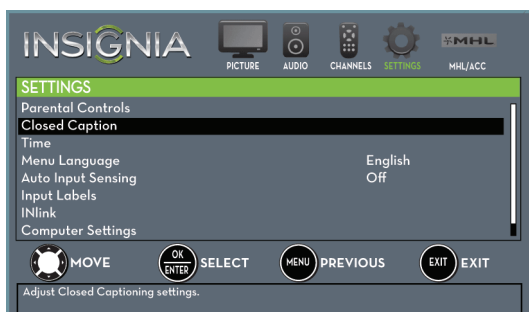 INSIGNIA
PICTURE AUDIO CHANNELS SETTINGS MHL MHL/ACC
SETTINGS
Parental Controls
Closed Caption
Time
Menu Language English
Auto Input Sensing Off
Input Labels
INlink
Computer Settings
MOVE OK ENTER SELECT MENU PREVIOUS EXIT EXIT
Adjust Closed Captioning settings.